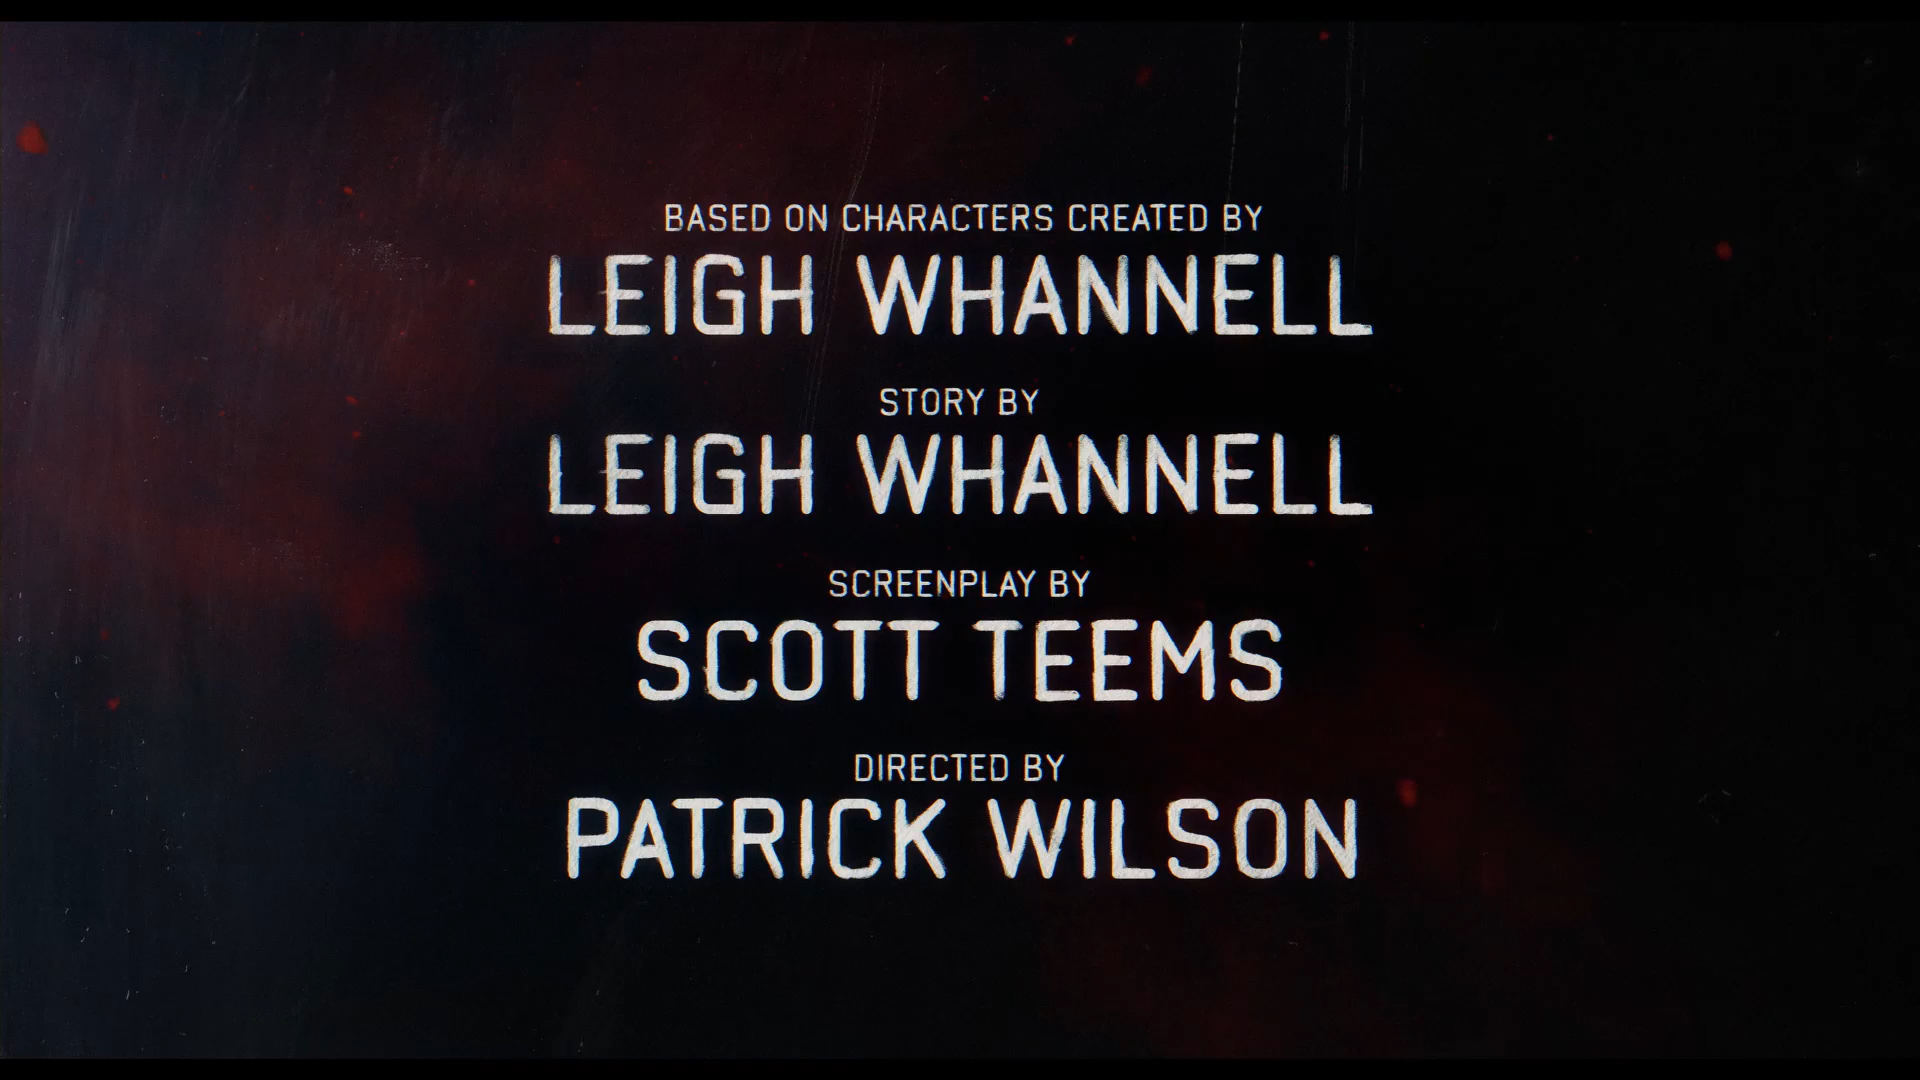 BASED ON CHARACTERS CREATED BY
LEIGH WHANNELL
STORY BY
LEIGH WHANNELL
SCREENPLAY BY
SCOTT TEEMS
DIRECTED BY
PATRICK WILSON